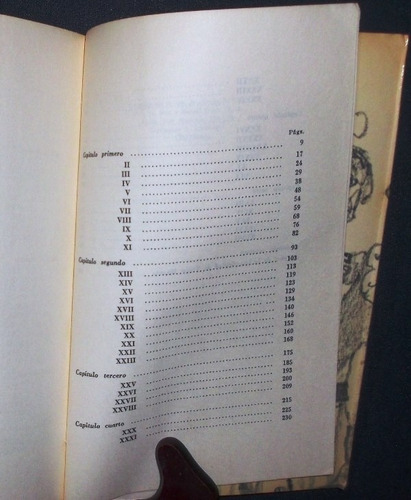 Págs.
Capítulo primero ........ 9
II ........ 17
III ........ 24
IV ........ 29
V ........ 38
VI ........ 48
VII ........ 54
VIII ........ 59
IX ........ 68
X ........ 76
XI ........ 82
Capítulo segundo ........ 93
XIII ........ 103
XIV ........ 113
XV ........ 119
XVI ........ 123
XVII ........ 129
XVIII ........ 134
XIX ........ 140
XX ........ 146
XXI ........ 152
XXII ........ 160
XXIII ........ 168
Capítulo tercero ........ 175
XXV ........ 185
XXVI ........ 193
XXVII ........ 200
XXVIII ........ 209
Capítulo cuarto ........ 215
XXX ........ 225
XXXI ........ 230